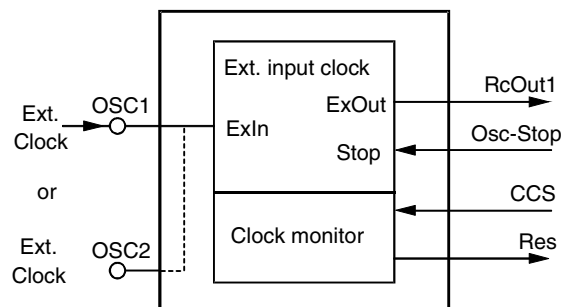 Ext. input clock
RcOut1
ExOut
OSC1
Ext.
Clock
ExIn
Osc-Stop
Stop
or
CCS
Clock monitor
Res
OSC2
Ext.
Clock